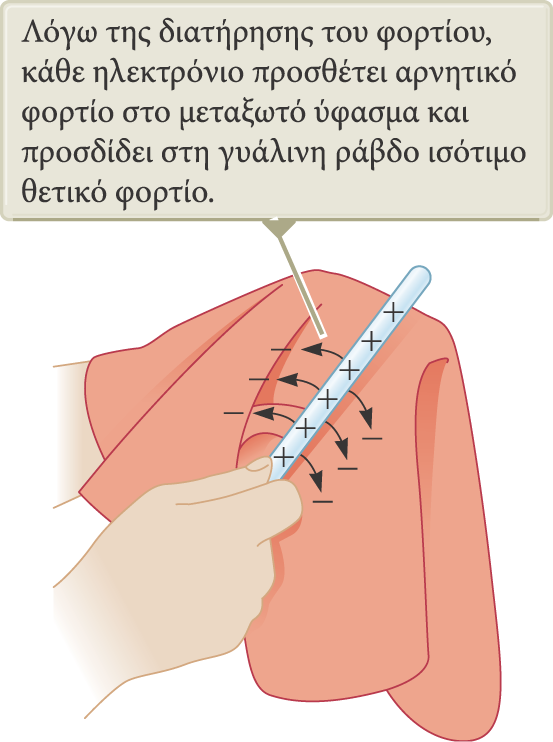 Λόγω της διατήρησης του φορτίου,
κάθε ηλεκτρόνιο προσθέτει αρνητικό
φορτίο στο μεταξωτό ύφασμα και
προσδίδει στη γυάλινη ράβδο ισότιμο
θετικό φορτίο.
+
− +
+
− +
− +
+ −
−
−